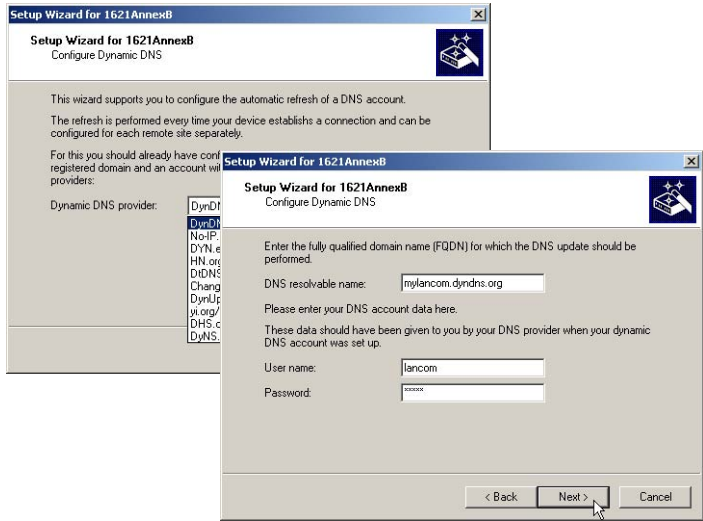 Setup Wizard for 1621AnnexB
Setup Wizard for 1621AnnexB
Configure Dynamic DNS
This wizard supports you to configure the automatic refresh of a DNS account.
The refresh is performed every time your device establishs a connection and can be
configured for each remote site separately.
For this you should already have
registered domain and an account
providers:
Dynamic DNS provider:
No-IP.
DHS.
DyNS.
Setup Wizard for 1621AnnexB
Setup Wizard for 1621AnnexB
Configure Dynamic DNS
Enter the fully qualified domain name (FQDN) for which the DNS update should be
performed.
DNS resolvable name:
mylancom.dyndns.org
Please enter your DNS account data here.
These data should have been given to you by your DNS provider when your dynamic
DNS account was set up.
User name:
lancom
Password:
*****
< Back
Next >
Cancel